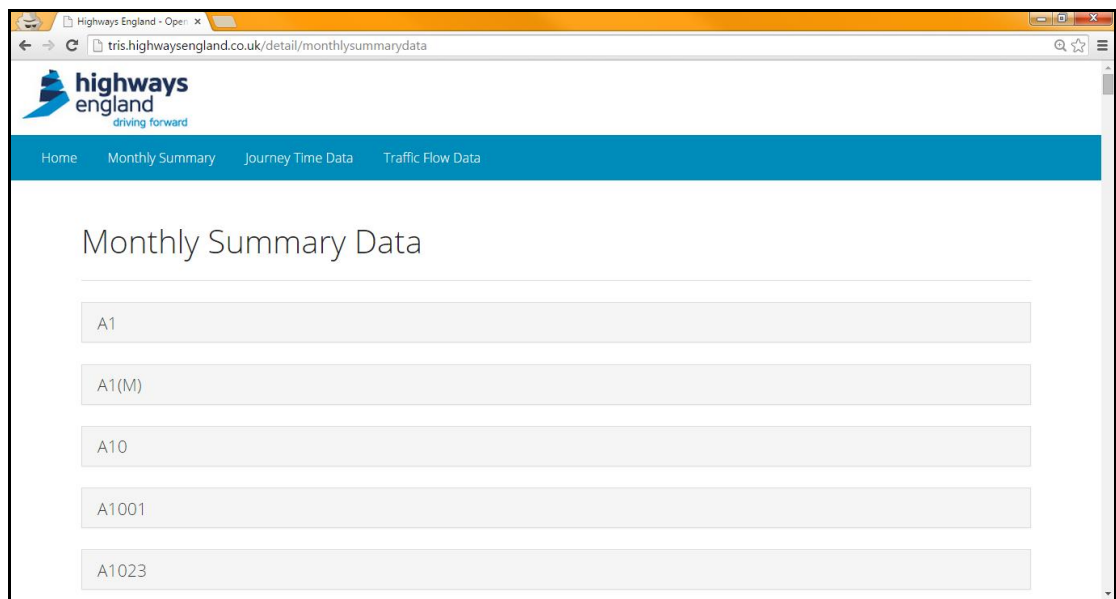 Highways England - Open
tris.highwaysengland.co.uk/detail/monthlysummarydata
highways
england
driving forward
Home Monthly Summary Journey Time Data Traffic Flow Data
Monthly Summary Data
A1
A1(M)
A10
A1001
A1023